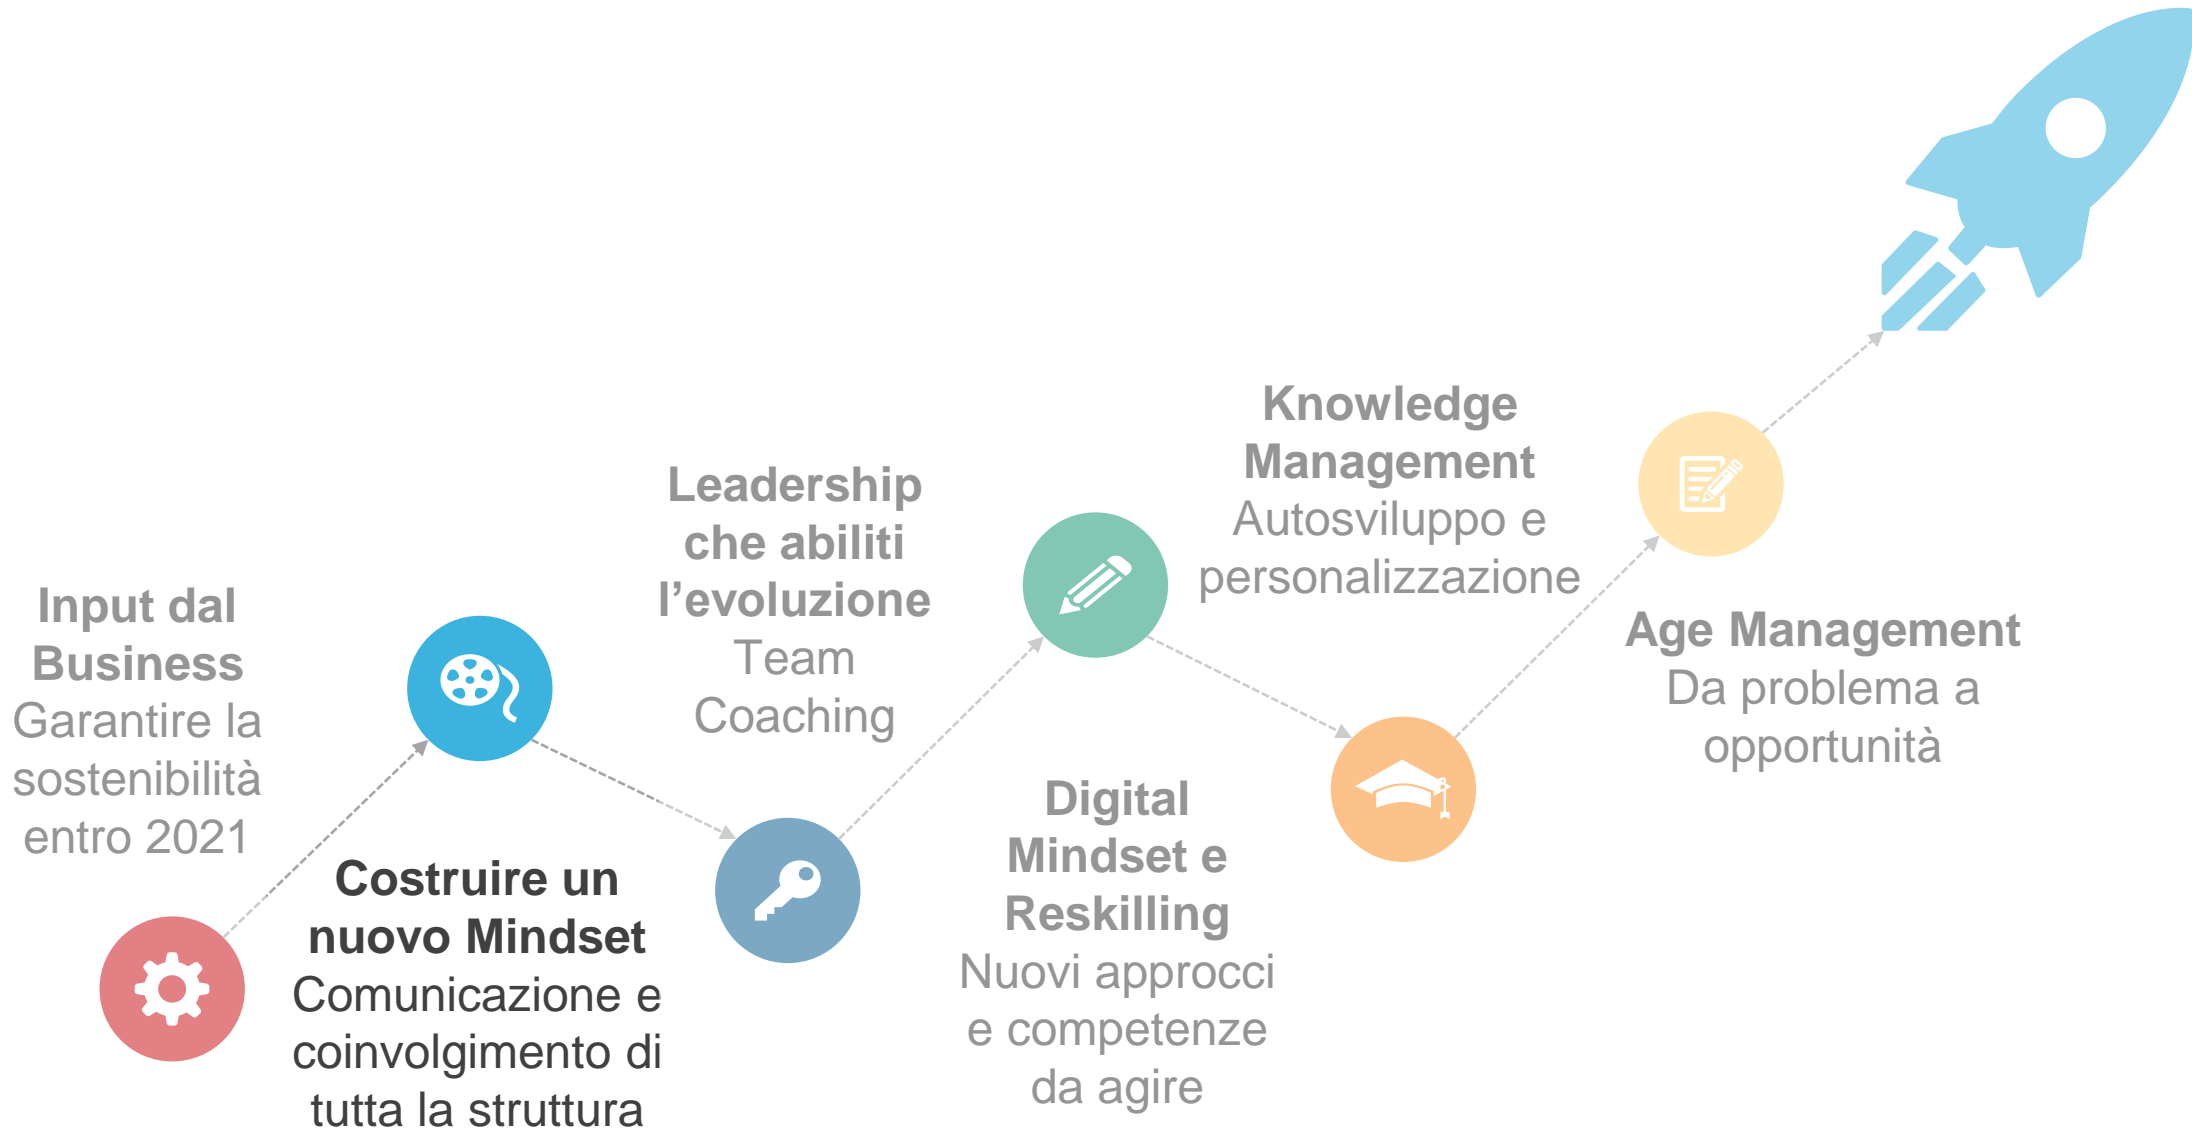 Input dal
Business
Garantire la
sostenibilità
entro 2021
Costruire un
nuovo Mindset
Comunicazione e
coinvolgimento di
tutta la struttura
Leadership
che abiliti
l’evoluzione
Team
Coaching
Digital
Mindset e
Reskilling
Nuovi approcci
e competenze
da agire
Knowledge
Management
Autosviluppo e
personalizzazione
Age Management
Da problema a
opportunità